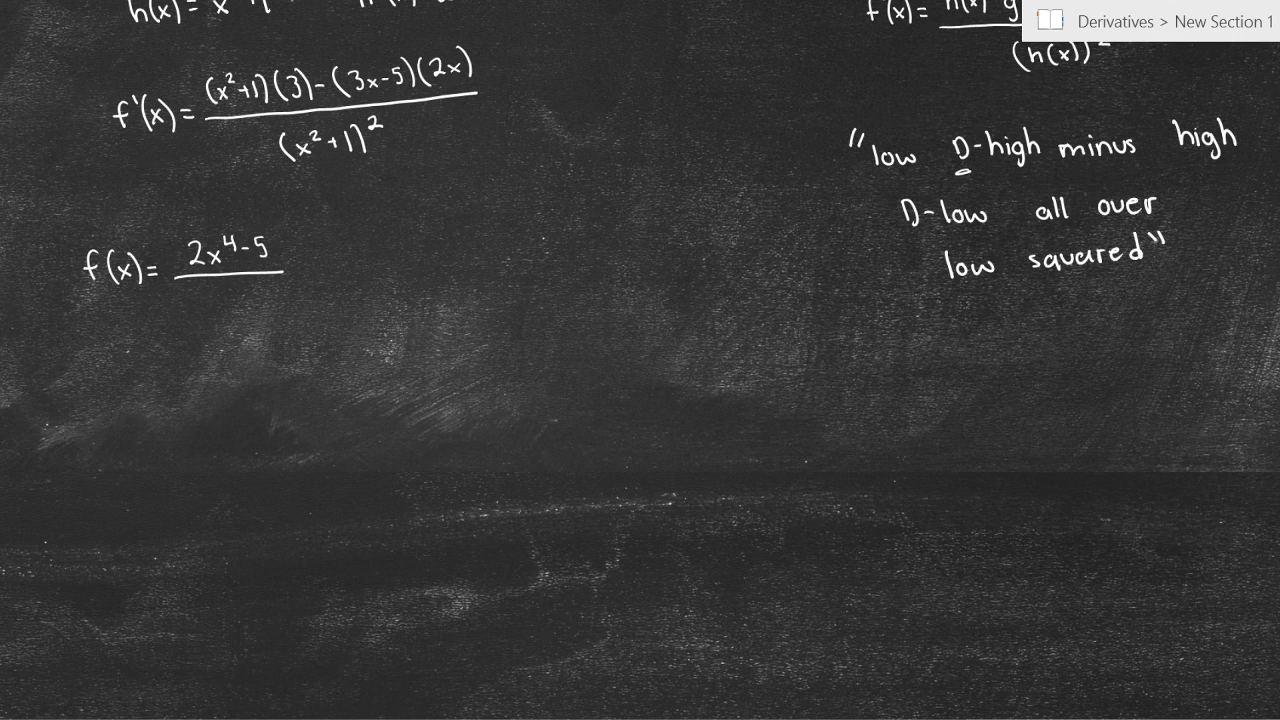 h(x) = x
f(x) =
(h(x))²
Derivatives > New Section 1
f'(x) = (x²+1)(3) - (3x-5)(2x)
(x²+1)²
"low D-high minus high
D-low all over
low squared"
f(x) = 2x⁴-5